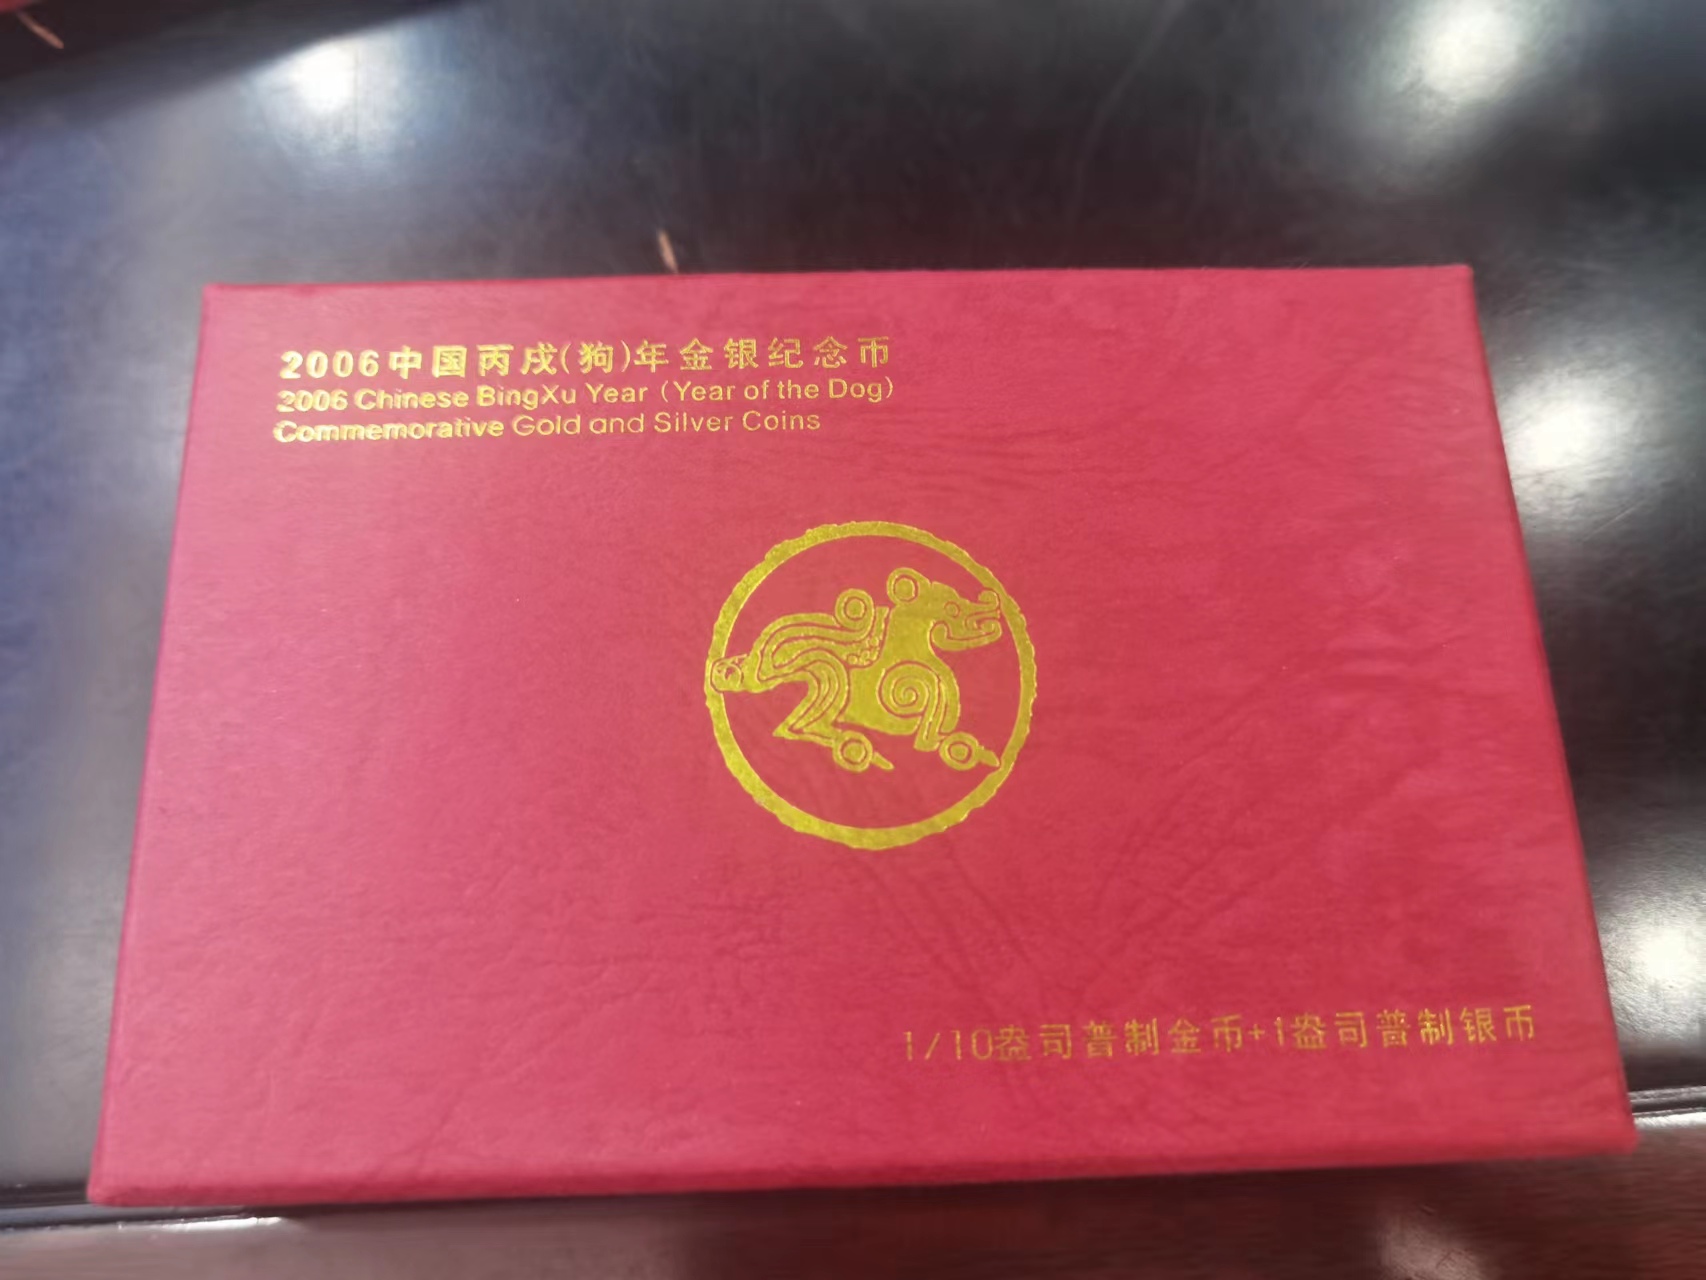 2006中国丙戌(狗)年金银纪念币
2006 Chinese BingXu Year (Year of the Dog)
Commemorative Gold and Silver Coins
1/10盎司普制金币+1盎司普制银币